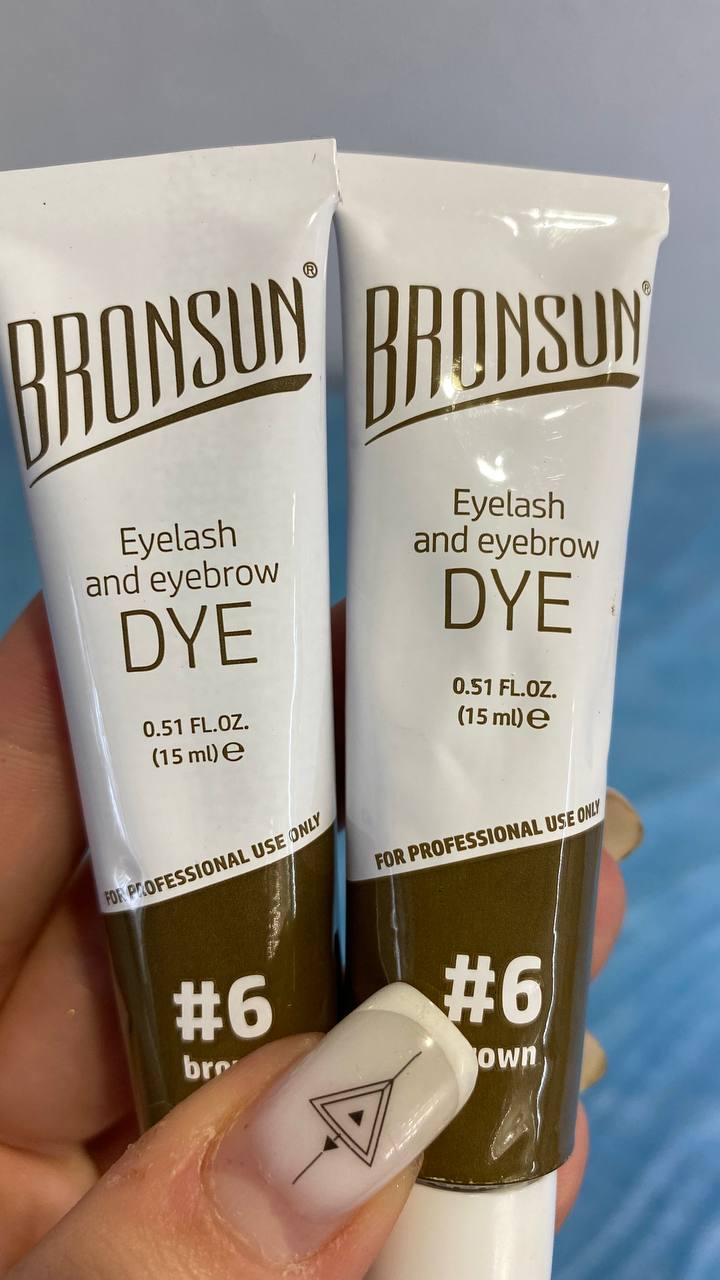 BRONSUN®
Eyelash
and eyebrow
DYE
0.51 FL.OZ.
(15 ml) ℮
FOR PROFESSIONAL USE ONLY
#6
BRONSUN®
Eyelash
and eyebrow
DYE
0.51 FL.OZ.
(15 ml) ℮
FOR PROFESSIONAL USE ONLY
#6